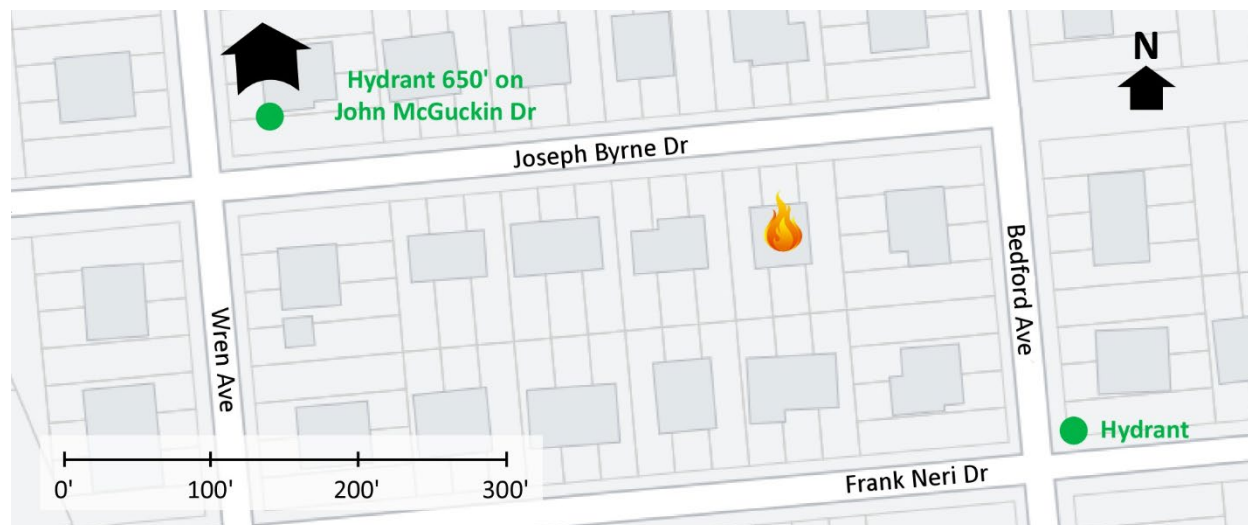 N
Hydrant 650' on
John McGuckin Dr
Joseph Byrne Dr
Bedford Ave
Wren Ave
Hydrant
Frank Neri Dr
0' 100' 200' 300'